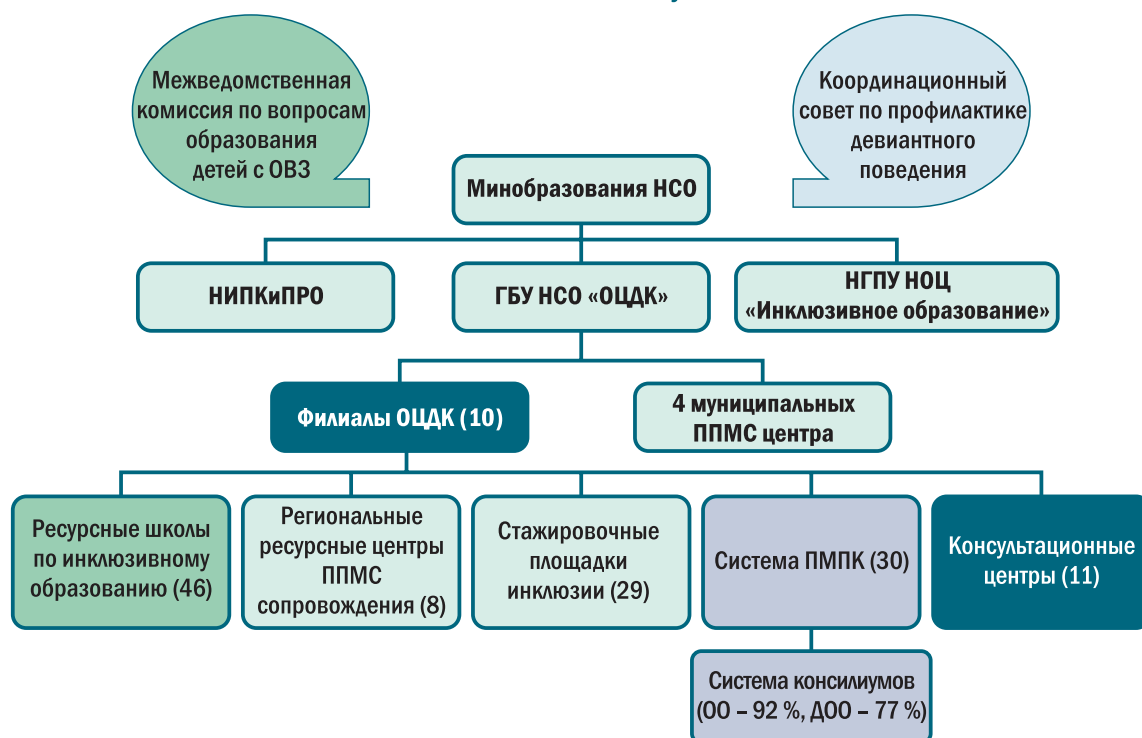 Межведомственная
комиссия по вопросам
образования
детей с ОВЗ
Координационный
совет по профилактике
девиантного
поведения
Минобразования НСО
НИПКиПРО
ГБУ НСО «ОЦДК»
НГПУ НОЦ
«Инклюзивное образование»
Филиалы ОЦДК (10)
4 муниципальных
ППМС центра
Ресурсные школы
по инклюзивному
образованию (46)
Региональные
ресурсные центры
ППМС
сопровождения (8)
Стажировочные
площадки
инклюзии (29)
Система ПМПК (30)
Консультационные
центры (11)
Система консилиумов
(ОО – 92 %, ДОО – 77 %)